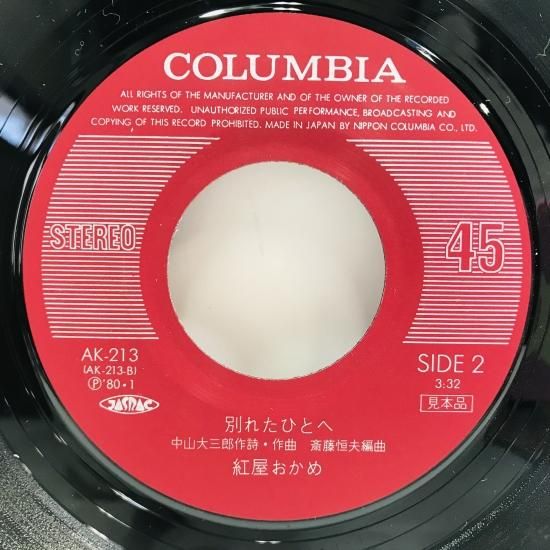 COLUMBIA
ALL RIGHTS OF THE MANUFACTURER AND OF THE OWNER OF THE RECORDED
WORK RESERVED. UNAUTHORIZED PUBLIC PERFORMANCE, BROADCASTING AND
COPYING OF THIS RECORD PROHIBITED. MADE IN JAPAN BY NIPPON COLUMBIA CO., LTD.
STEREO
45
AK-213
(AK-213-B)
Ⓟ'80・1
JASRAC
SIDE 2
3:32
見本品
別れたひとへ
中山大三郎作詩・作曲 斎藤恒夫編曲
紅屋おかめ